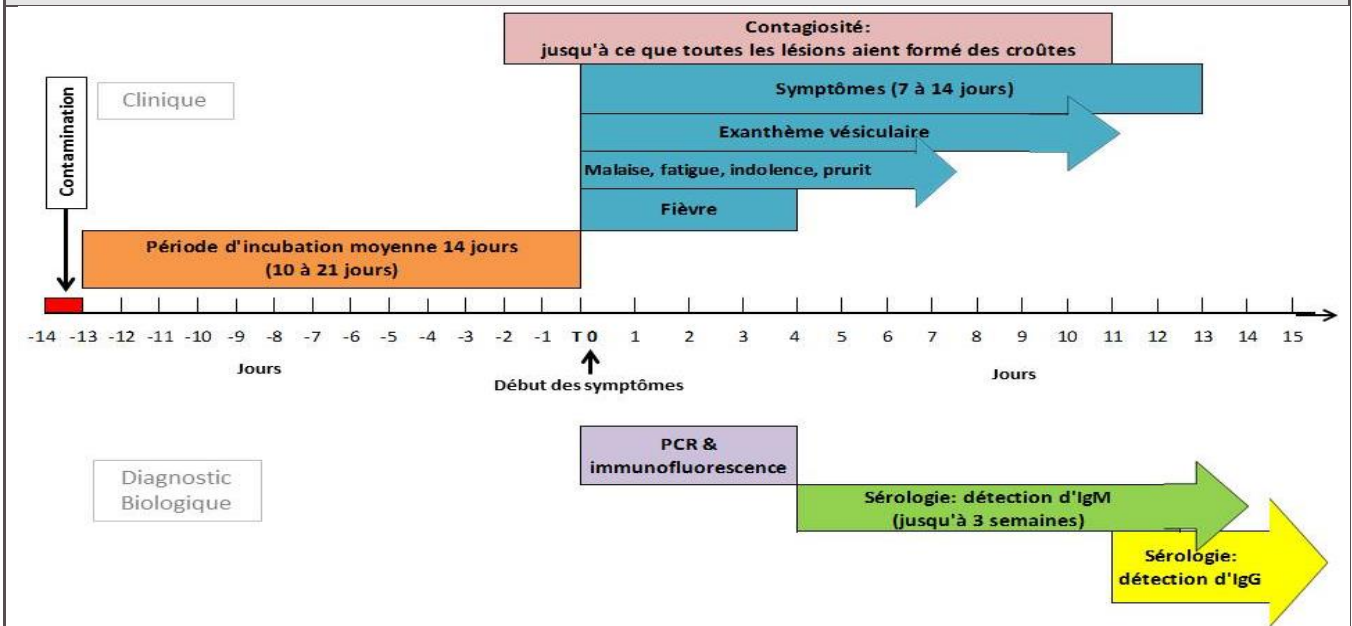 Contagiosité:
jusqu'à ce que toutes les lésions aient formé des croûtes
Clinique
Contamination
Symptômes (7 à 14 jours)
Exanthème vésiculaire
Malaise, fatigue, indolence, prurit
Fièvre
Période d'incubation moyenne 14 jours
(10 à 21 jours)
-14 -13 -12 -11 -10 -9 -8 -7 -6 -5 -4 -3 -2 -1 T 0 1 2 3 4 5 6 7 8 9 10 11 12 13 14 15
Jours
Jours
Début des symptômes
PCR &
immunofluorescence
Diagnostic
Biologique
Sérologie: détection d'IgM
(jusqu'à 3 semaines)
Sérologie:
détection d'IgG